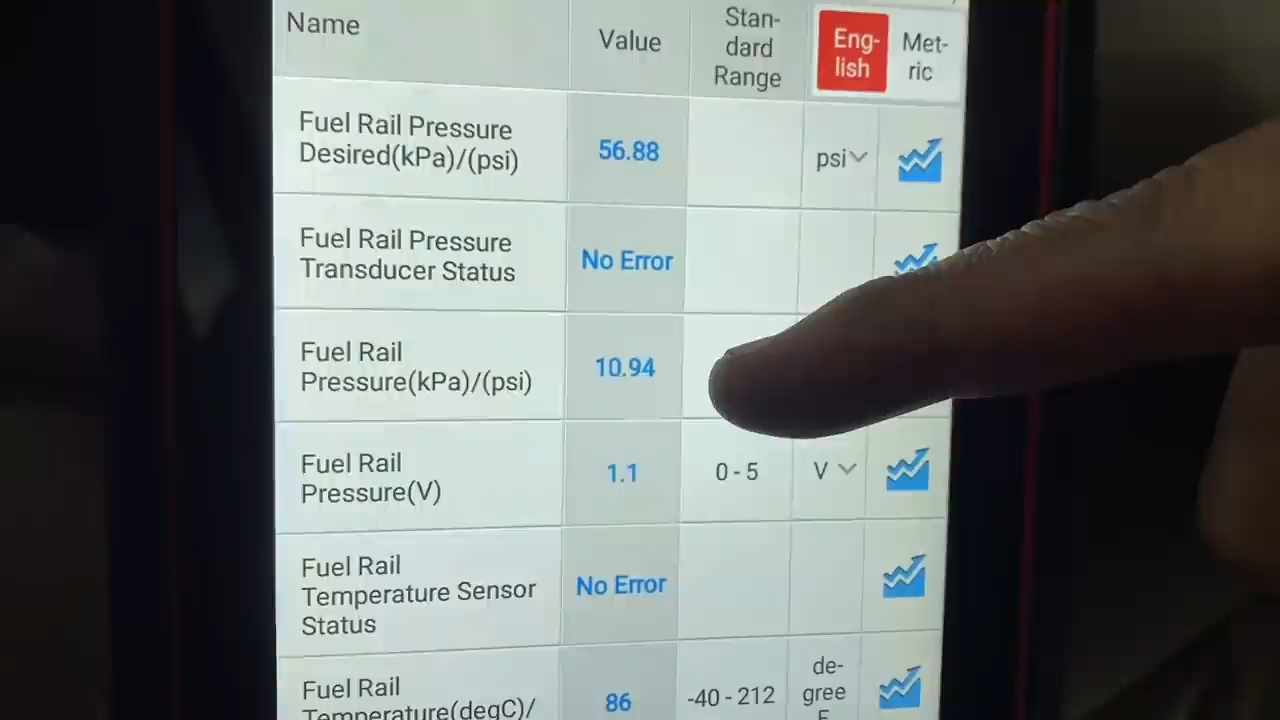 Name
Value
Stan-
dard
Range
Eng-
lish
Met-
ric
Fuel Rail Pressure
Desired(kPa)/(psi)
56.88
psi
Fuel Rail Pressure
Transducer Status
No Error
Fuel Rail
Pressure(kPa)/(psi)
10.94
Fuel Rail
Pressure(V)
1.1
0 - 5
V
Fuel Rail
Temperature Sensor
Status
No Error
Fuel Rail
Temperature(degC)/
86
-40 - 212
de-
gree
F